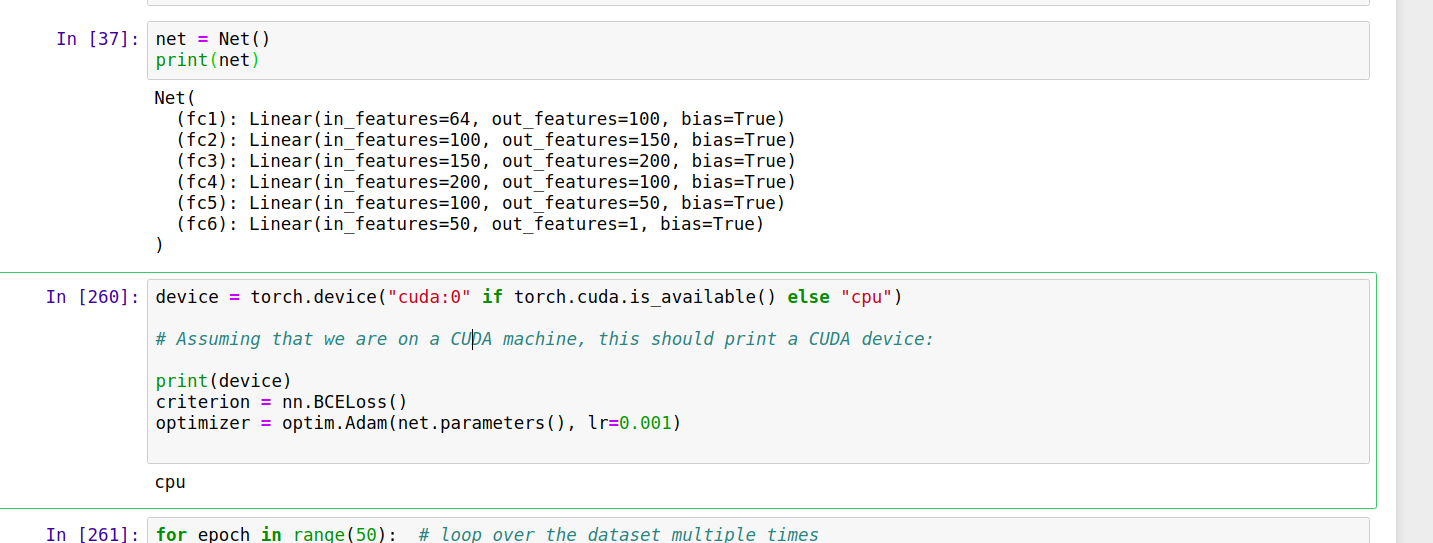 In [37]: net = Net()
print(net)
Net(
  (fc1): Linear(in_features=64, out_features=100, bias=True)
  (fc2): Linear(in_features=100, out_features=150, bias=True)
  (fc3): Linear(in_features=150, out_features=200, bias=True)
  (fc4): Linear(in_features=200, out_features=100, bias=True)
  (fc5): Linear(in_features=100, out_features=50, bias=True)
  (fc6): Linear(in_features=50, out_features=1, bias=True)
)
In [260]: device = torch.device("cuda:0" if torch.cuda.is_available() else "cpu")
# Assuming that we are on a CUDA machine, this should print a CUDA device:
print(device)
criterion = nn.BCELoss()
optimizer = optim.Adam(net.parameters(), lr=0.001)
cpu
In [261]: for epoch in range(50):  # loop over the dataset multiple times